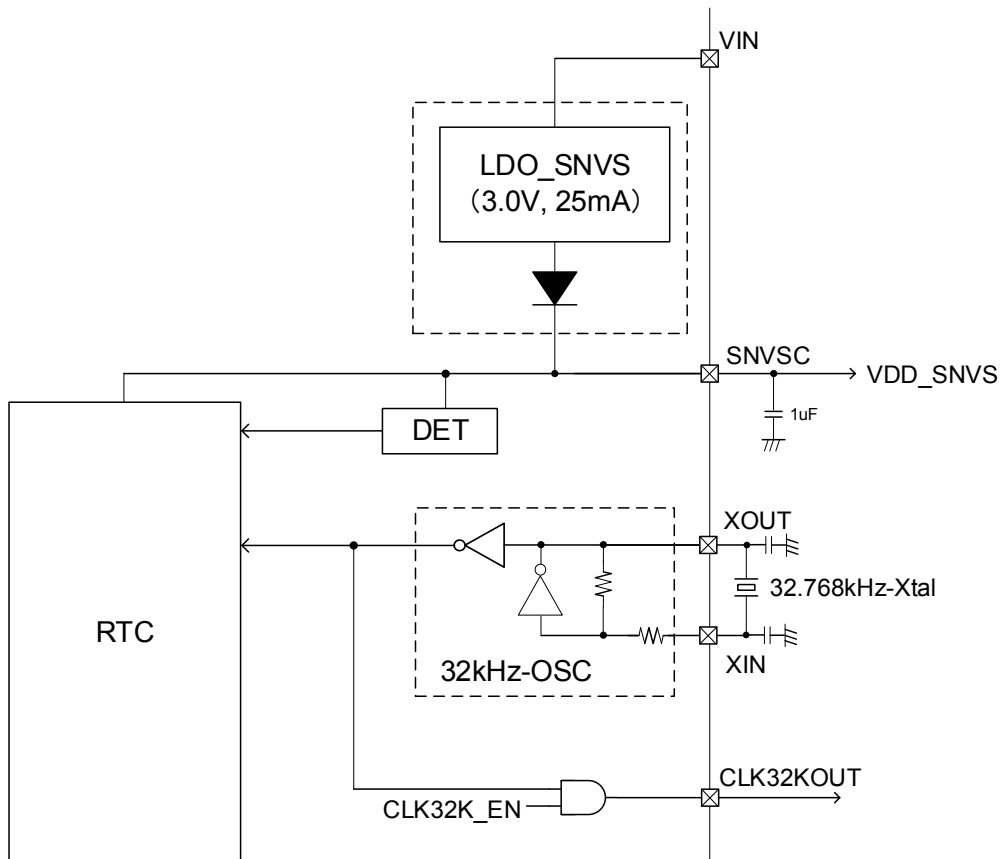 VIN
LDO_SNVS
（3.0V, 25mA）
SNVSC
VDD_SNVS
1uF
DET
XOUT
32.768kHz-Xtal
RTC
XIN
32kHz-OSC
CLK32KOUT
CLK32K_EN